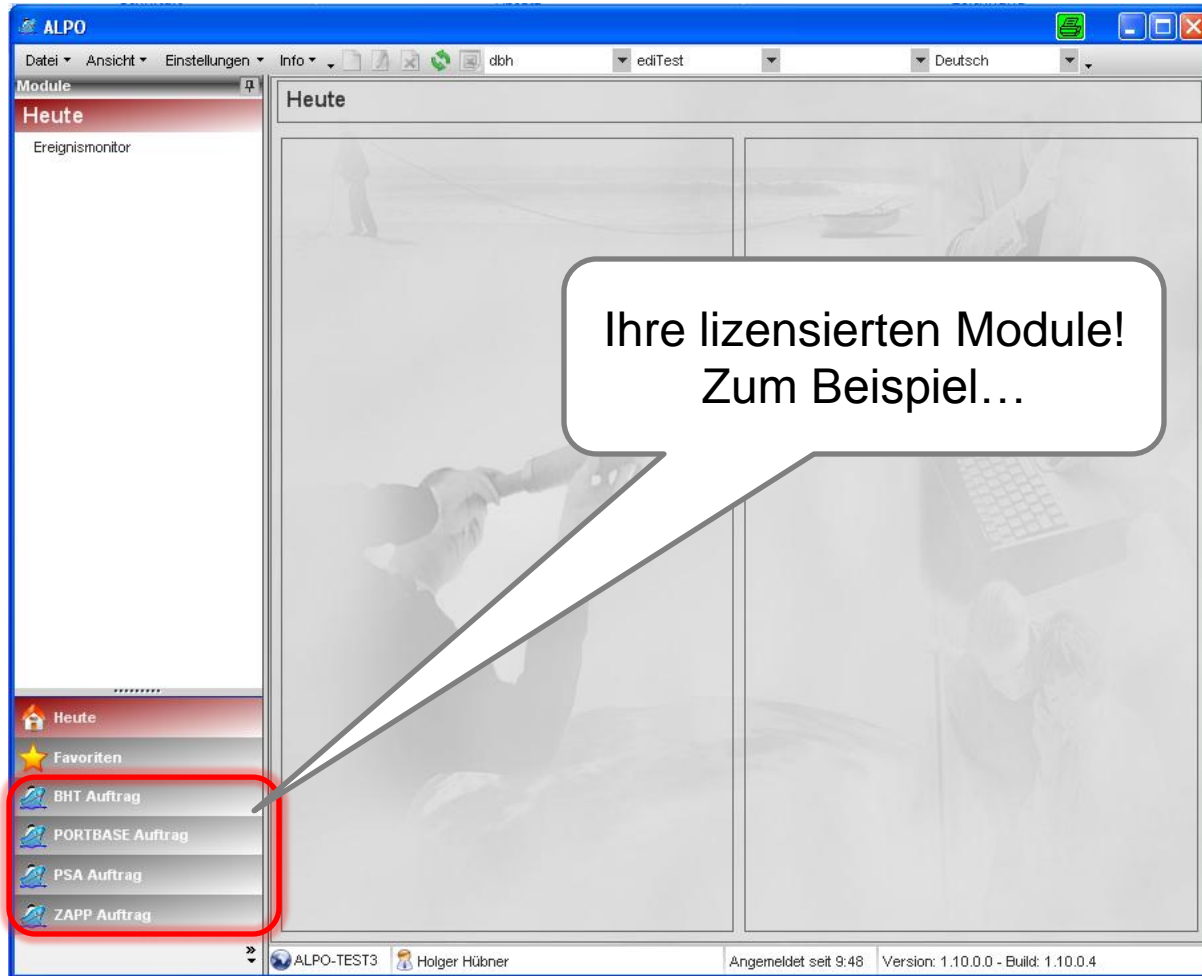 ALPO
Datei Ansicht Einstellungen Info dbh ediTest Deutsch
Module
Heute
Ereignismonitor
Heute
Ihre lizensierten Module!
Zum Beispiel…
Heute
Favoriten
BHT Auftrag
PORTBASE Auftrag
PSA Auftrag
ZAPP Auftrag
ALPO-TEST3 Holger Hübner Angemeldet seit 9:48 Version: 1.10.0.0 - Build: 1.10.0.4